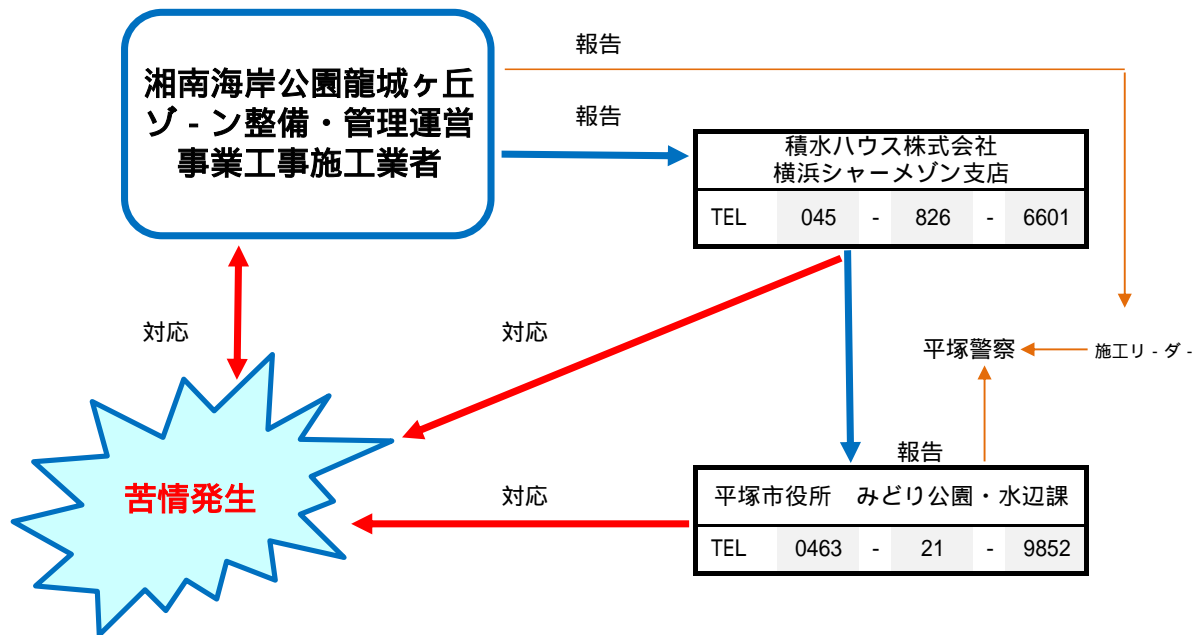 報告
湘南海岸公園龍城ヶ丘
ゾ - ン整備・管理運営
事業工事施工業者
報告
積水ハウス株式会社
横浜シャーメゾン支店
TEL 045 - 826 - 6601
対応
対応
平塚警察
施工リ - ダ -
報告
苦情発生
対応
平塚市役所　みどり公園・水辺課
TEL 0463 - 21 - 9852